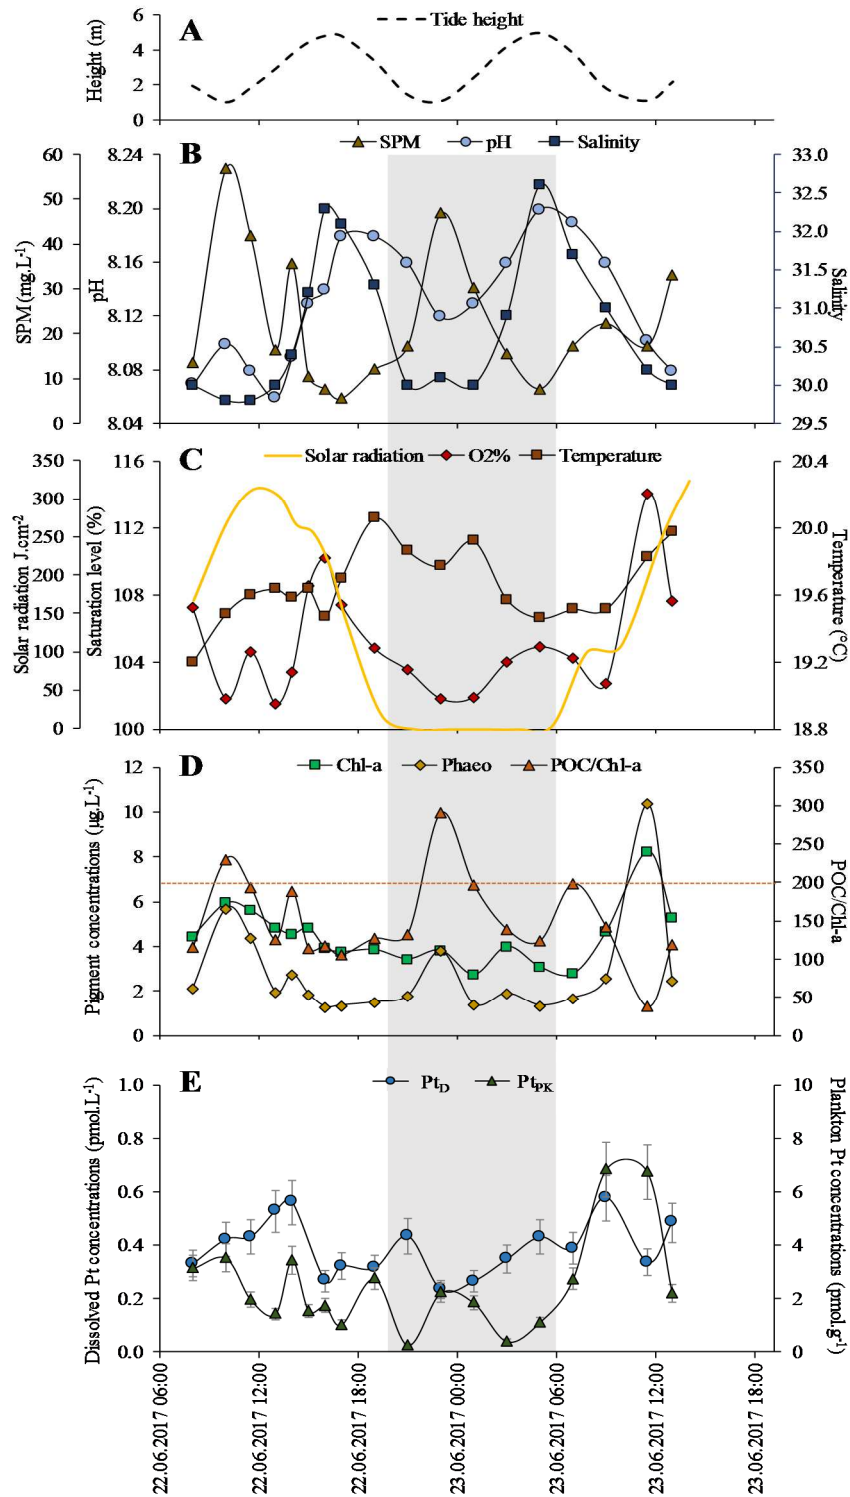 A
Tide height
Height (m)
6
4
2
0
B
SPM
pH
Salinity
SPM (mg.L-1)
60
50
40
30
20
10
0
pH
8.24
8.20
8.16
8.12
8.08
8.04
33.0
32.5
32.0
31.5
31.0
30.5
30.0
29.5
Salinity
C
Solar radiation
O2%
Temperature
Solar radiation J.cm-2
350
300
250
200
150
100
50
0
Saturation level (%)
116
112
108
104
100
20.4
20.0
19.6
19.2
18.8
Temperature (°C)
D
Chl-a
Phaeo
POC/Chl-a
Pigment concentrations (µg.L-1)
12
10
8
6
4
2
0
350
300
250
200
150
100
50
0
POC/Chl-a
E
PtD
PtPK
Dissolved Pt concentrations (pmol.L-1)
1.0
0.8
0.6
0.4
0.2
0.0
10
8
6
4
2
0
Plankton Pt concentrations
(pmol.g-1)
22.06.2017 06:00
22.06.2017 12:00
22.06.2017 18:00
23.06.2017 00:00
23.06.2017 06:00
23.06.2017 12:00
23.06.2017 18:00